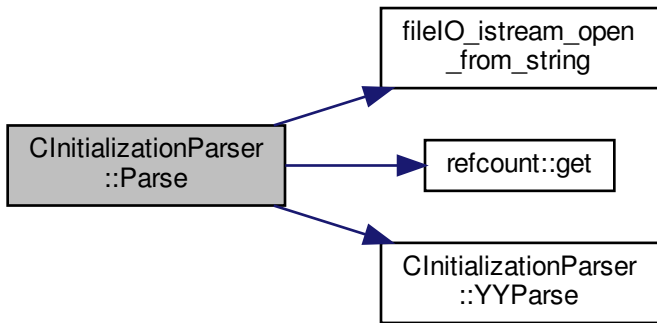 fileIO_istream_open
_from_string
CInitializationParser
::Parse
refcount::get
CInitializationParser
::YYParse